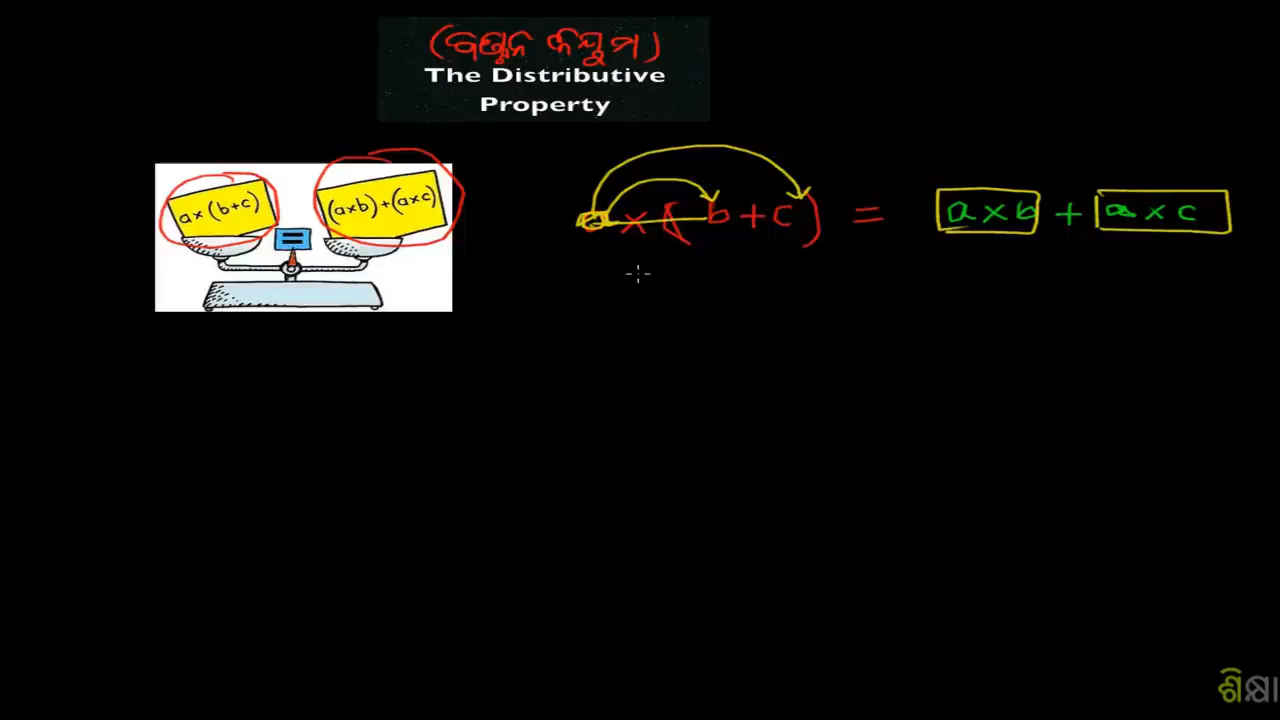 (ବଣ୍ଟନ ନିୟମ)
The Distributive
Property
a×(b+c)
(a×b)+(a×c)
=
a × (b + c) = a × b + a × c
ଶିକ୍ଷା